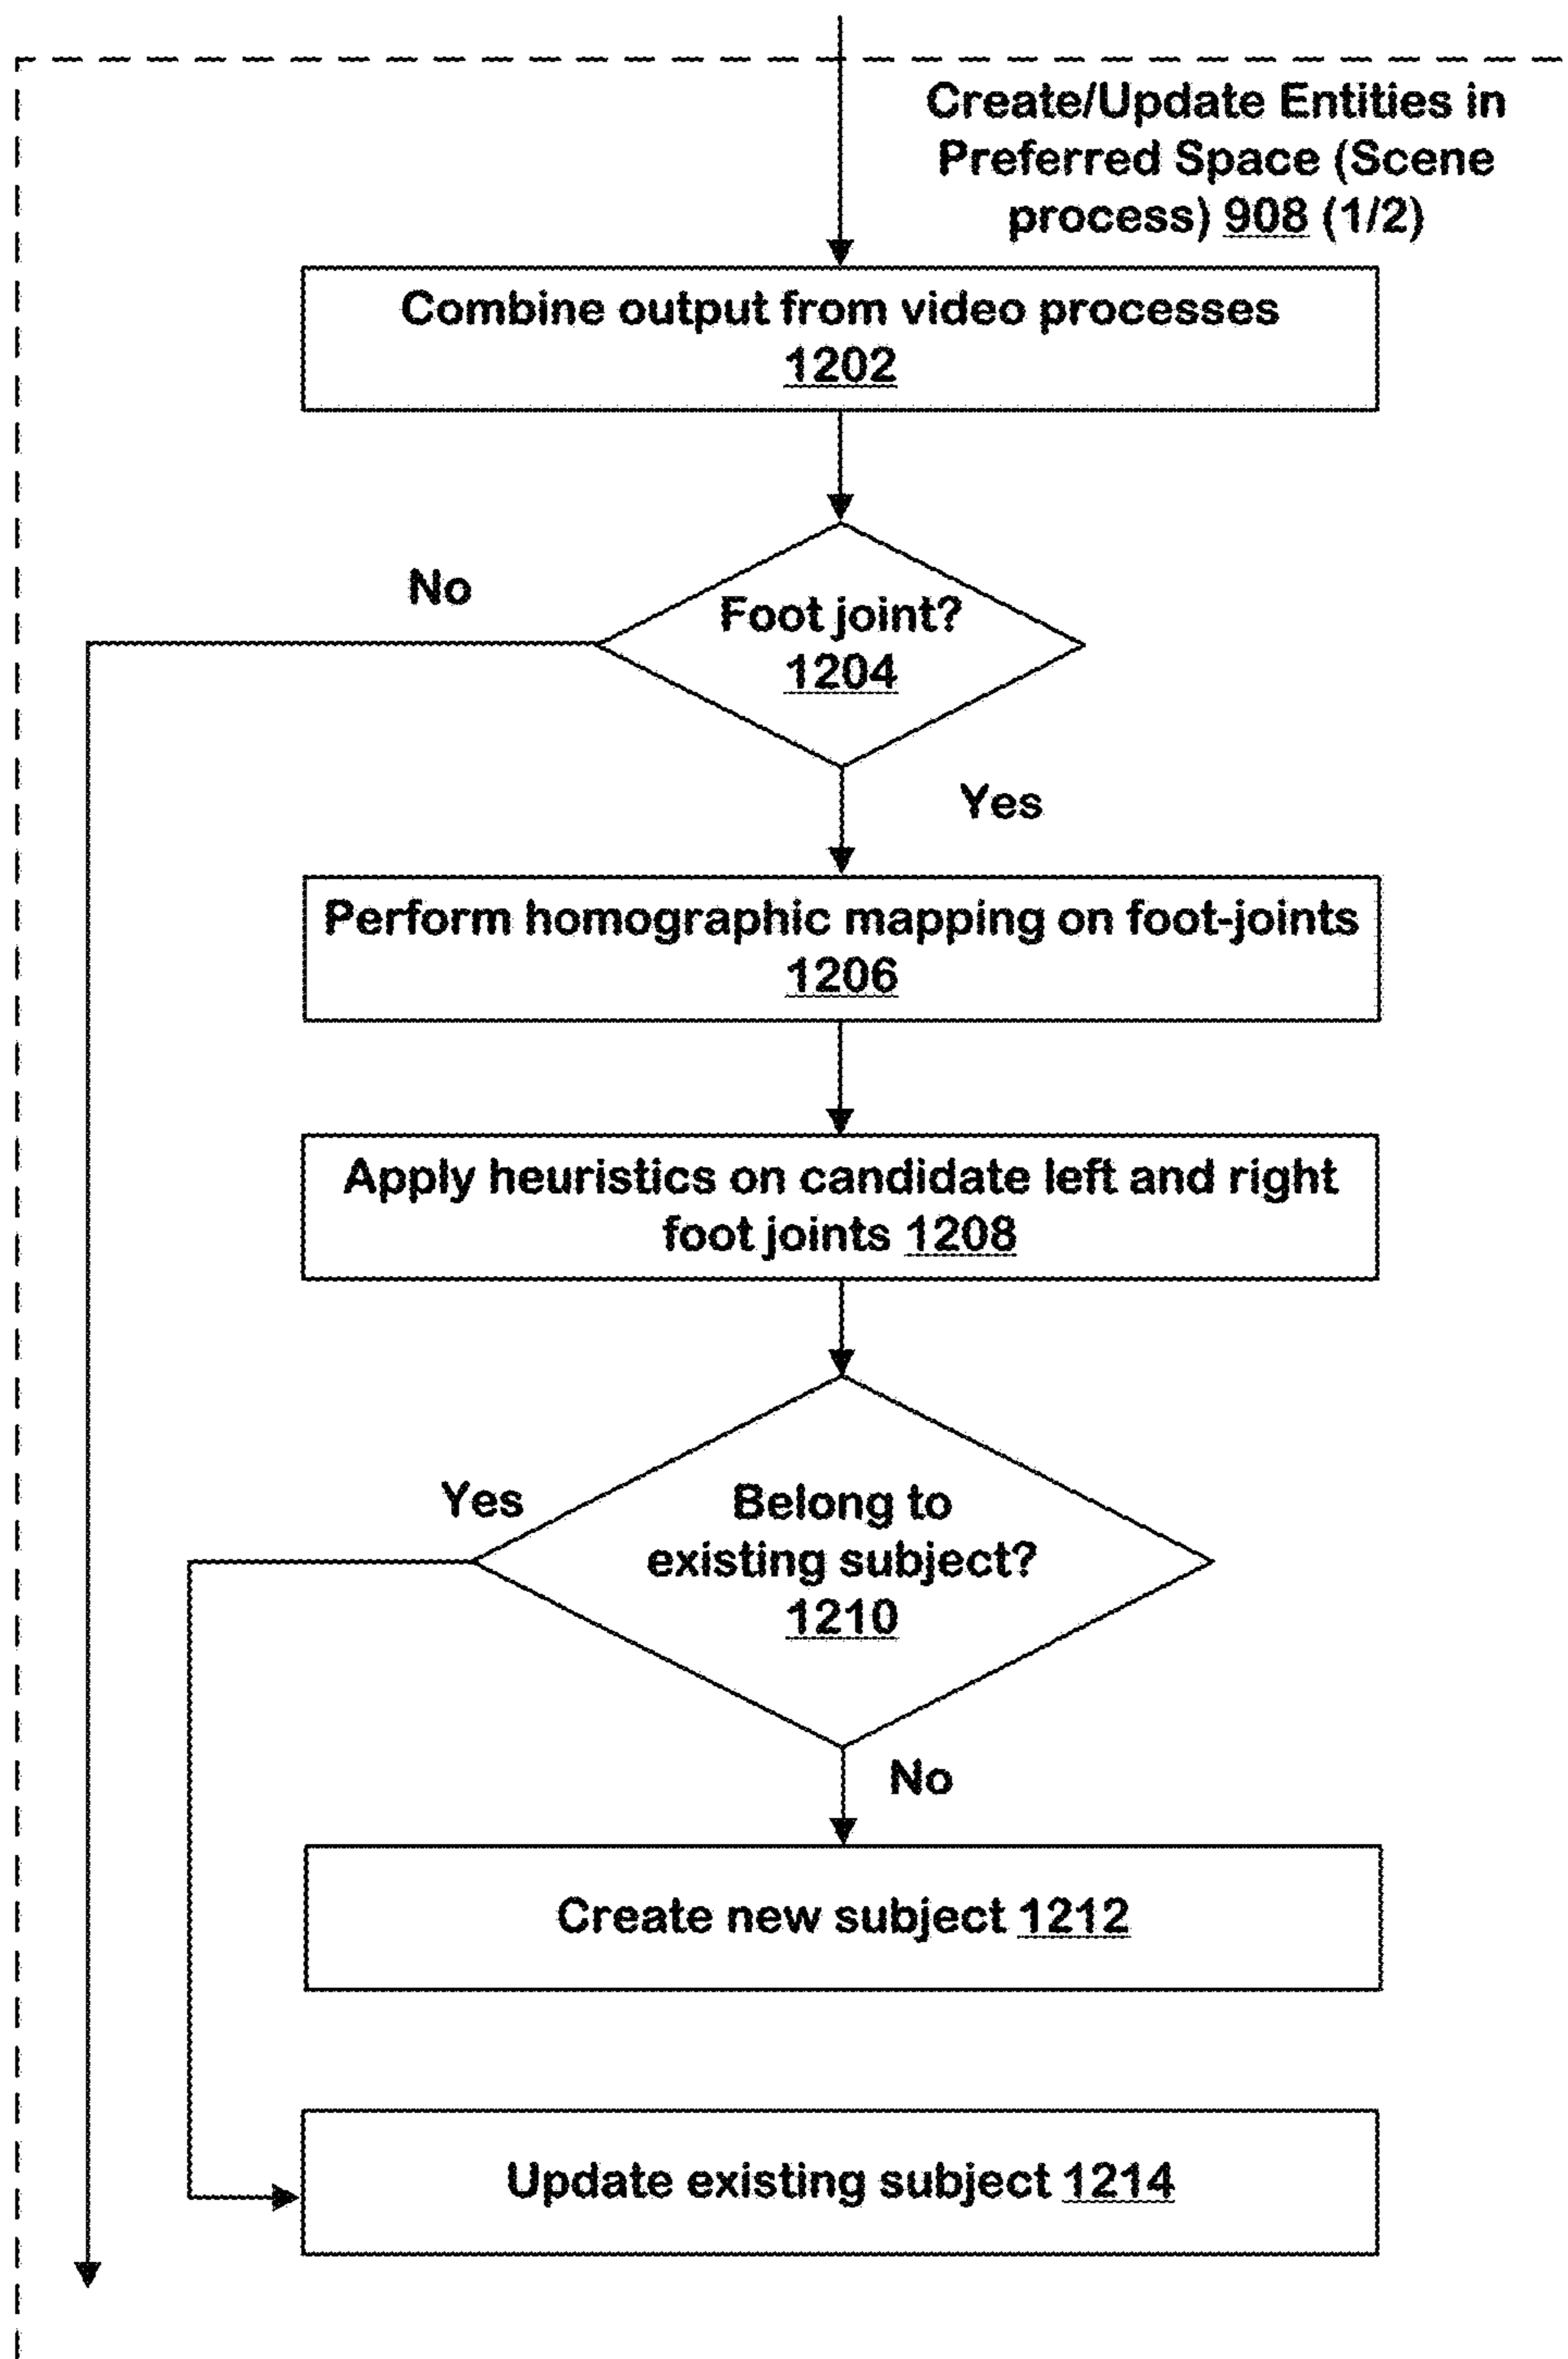 Create/Update Entities in
Preferred Space (Scene
process) 908 (1/2)
Combine output from video processes
1202
No
Foot joint?
1204
Yes
Perform homographic mapping on foot-joints
1206
Apply heuristics on candidate left and right
foot joints 1208
Yes
Belong to
existing subject?
1210
No
Create new subject 1212
Update existing subject 1214